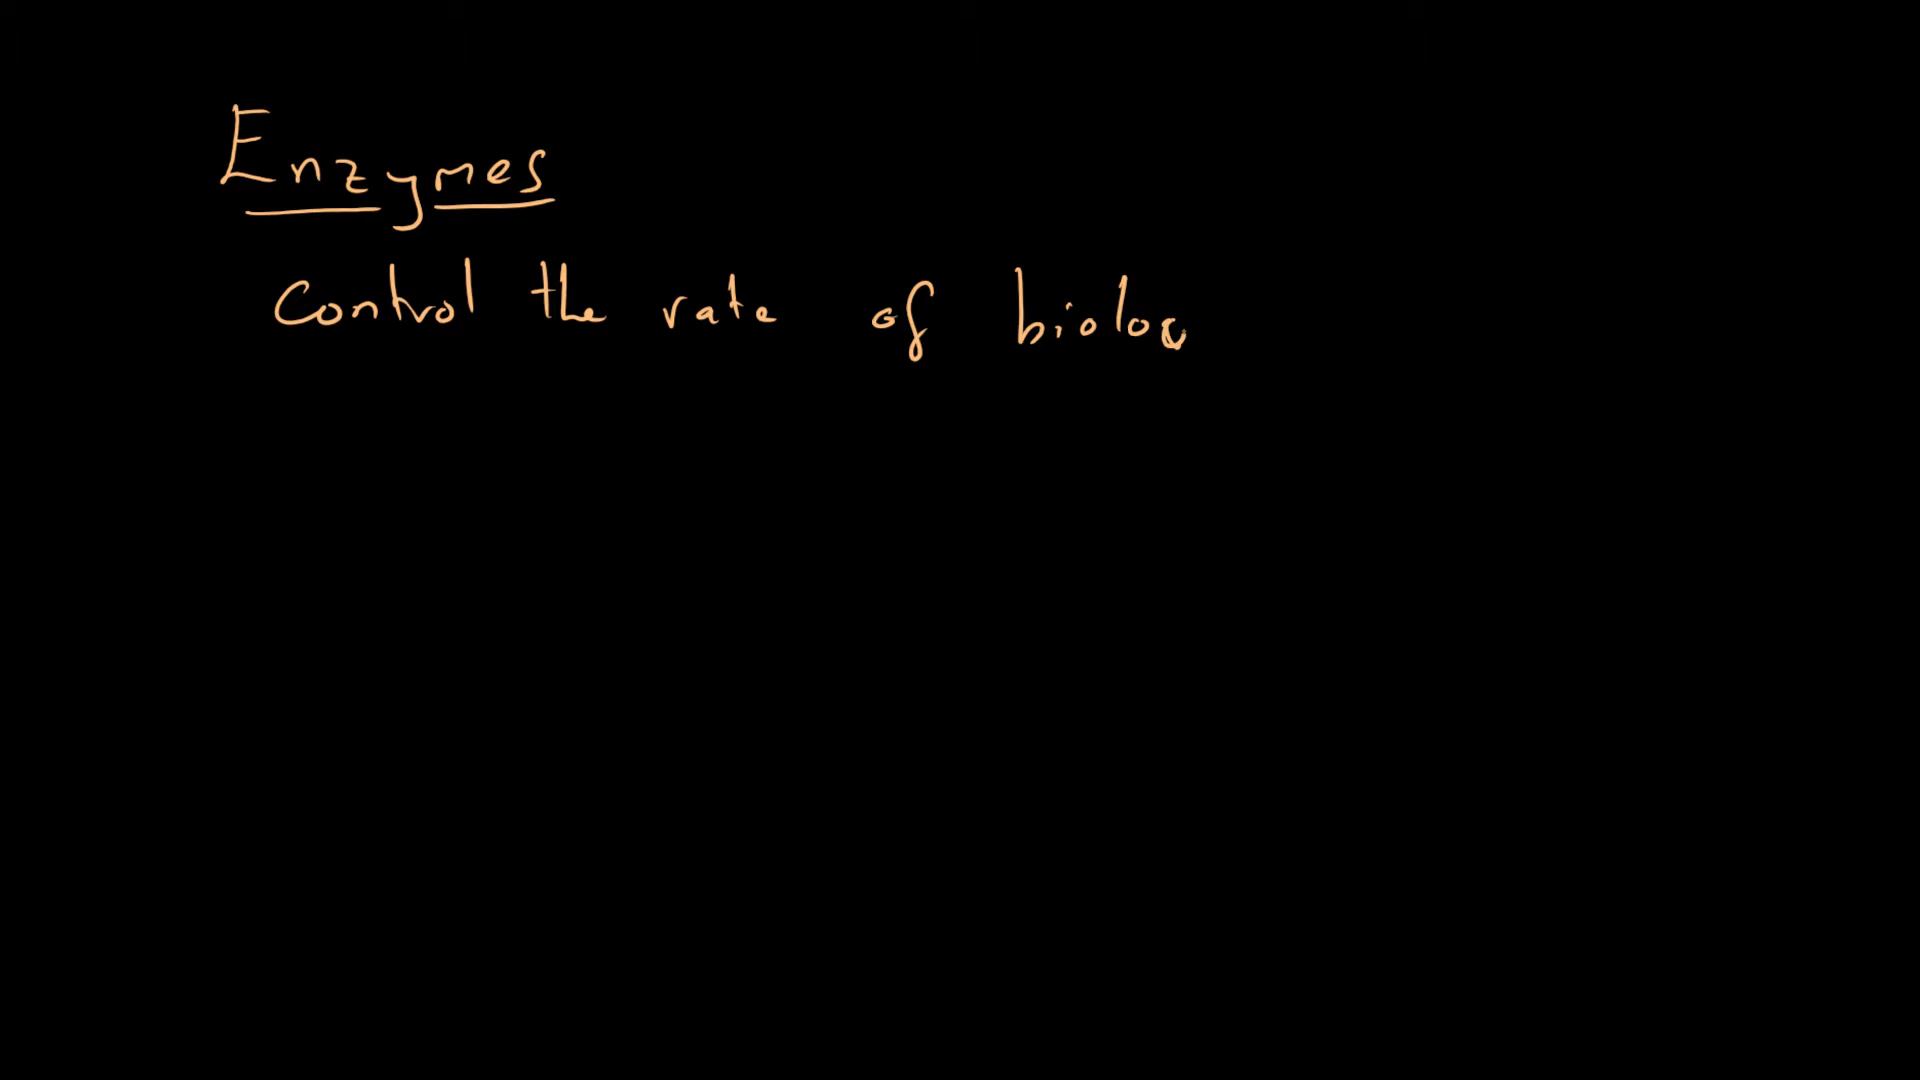 Enzymes
Control the rate of biolo